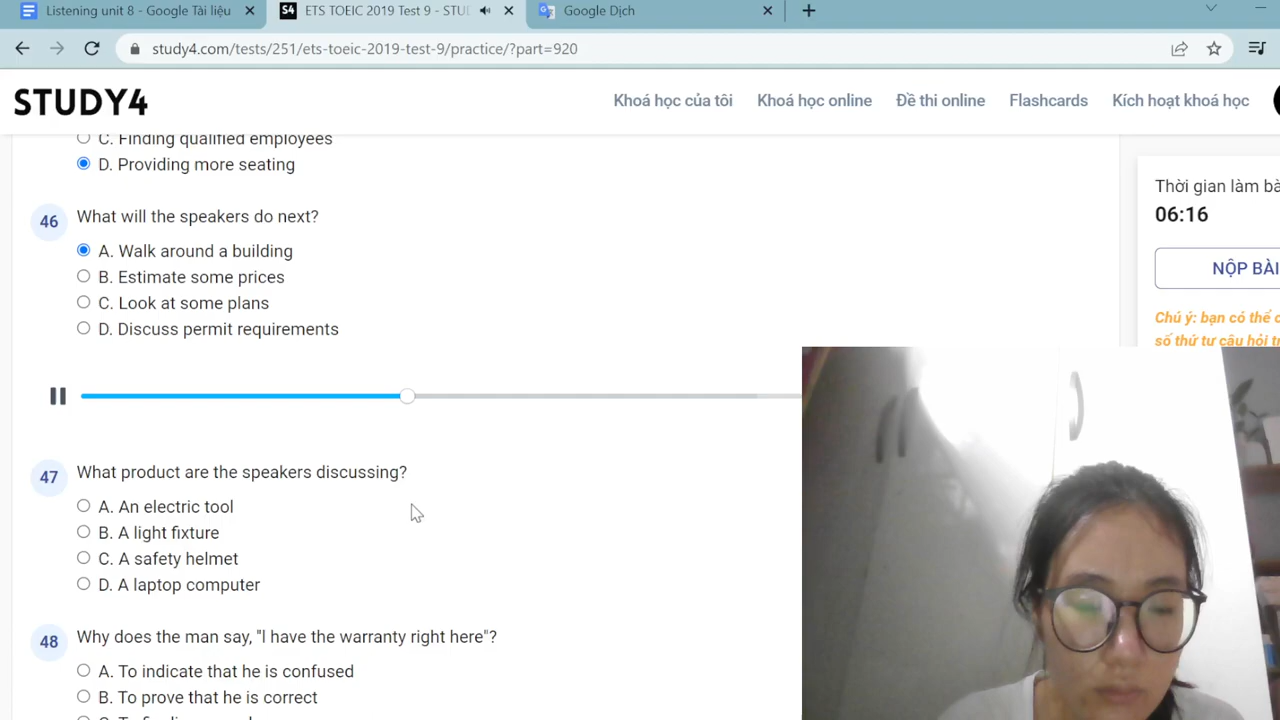 Listening unit 8 - Google Tài liệu
S4 ETS TOEIC 2019 Test 9 - STU
Google Dịch
study4.com/tests/251/ets-toeic-2019-test-9/practice/?part=920
STUDY4
Khoá học của tôi
Khoá học online
Đề thi online
Flashcards
Kích hoạt khoá học
C. Finding qualified employees
D. Providing more seating
46 What will the speakers do next?
A. Walk around a building
B. Estimate some prices
C. Look at some plans
D. Discuss permit requirements
Thời gian làm bà
06:16
NỘP BÀI
Chú ý: bạn có thể c
số thứ tự câu hỏi tr
47 What product are the speakers discussing?
A. An electric tool
B. A light fixture
C. A safety helmet
D. A laptop computer
48 Why does the man say, "I have the warranty right here"?
A. To indicate that he is confused
B. To prove that he is correct